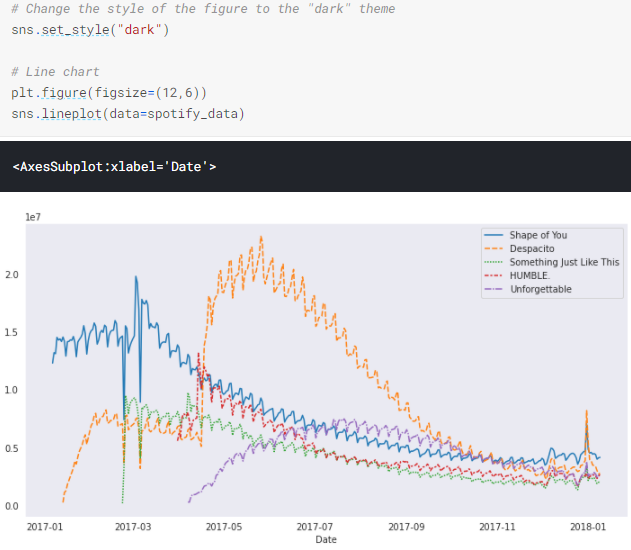 # Change the style of the figure to the "dark" theme
sns.set_style("dark")
# Line chart
plt.figure(figsize=(12,6))
sns.lineplot(data=spotify_data)
<AxesSubplot:xlabel='Date'>
1e7
Shape of You
Despacito
Something Just Like This
HUMBLE.
Unforgettable
2.0
1.5
1.0
0.5
0.0
2017-01 2017-03 2017-05 2017-07 2017-09 2017-11 2018-01
Date